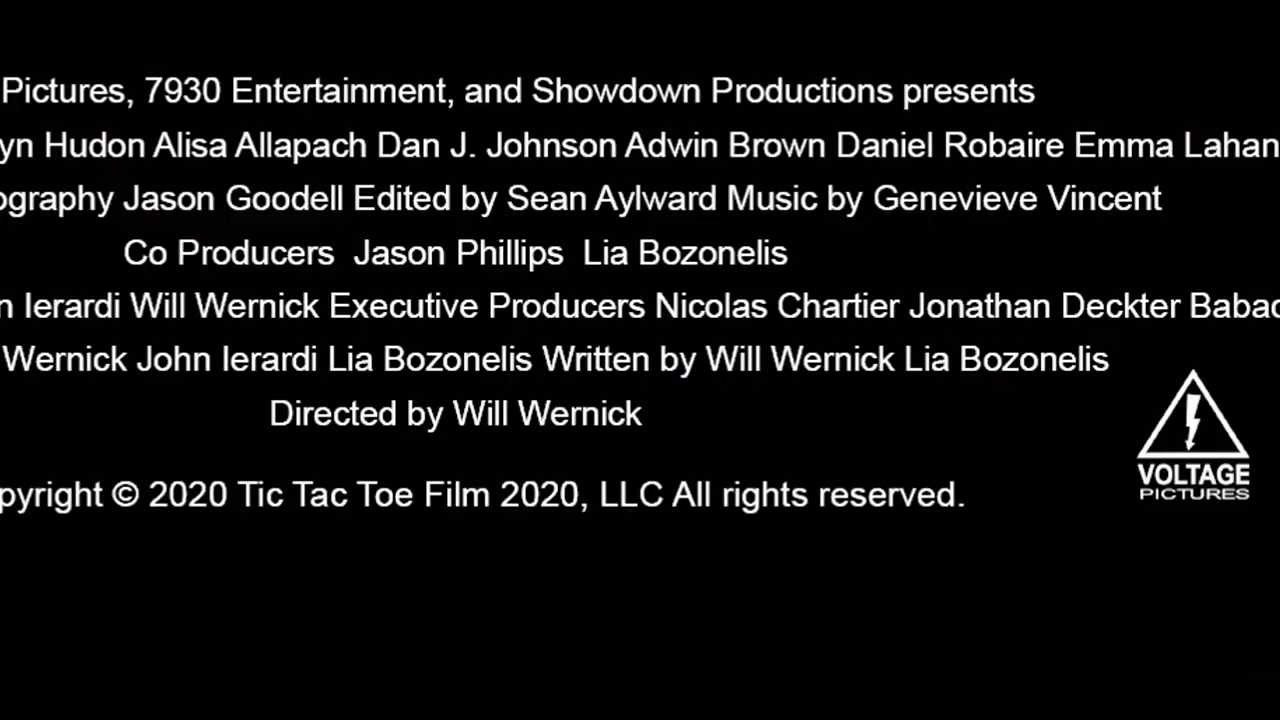 Pictures, 7930 Entertainment, and Showdown Productions presents
yn Hudon Alisa Allapach Dan J. Johnson Adwin Brown Daniel Robaire Emma Lahan
ography Jason Goodell Edited by Sean Aylward Music by Genevieve Vincent
Co Producers Jason Phillips Lia Bozonelis
n Ierardi Will Wernick Executive Producers Nicolas Chartier Jonathan Deckter Babac
Wernick John Ierardi Lia Bozonelis Written by Will Wernick Lia Bozonelis
Directed by Will Wernick
pyright © 2020 Tic Tac Toe Film 2020, LLC All rights reserved.
VOLTAGE
PICTURES